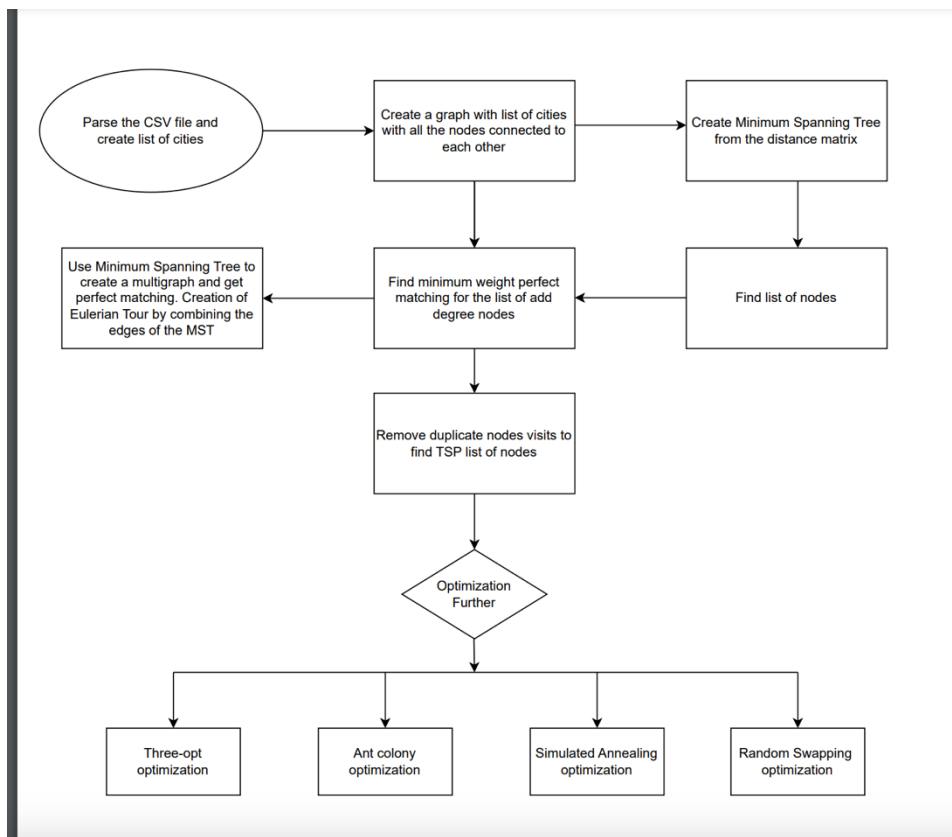 Parse the CSV file and
create list of cities
Create a graph with list of cities
with all the nodes connected to
each other
Create Minimum Spanning Tree
from the distance matrix
Use Minimum Spanning Tree to
create a multigraph and get
perfect matching. Creation of
Eulerian Tour by combining the
edges of the MST
Find minimum weight perfect
matching for the list of add
degree nodes
Find list of nodes
Remove duplicate nodes visits to
find TSP list of nodes
Optimization
Further
Three-opt
optimization
Ant colony
optimization
Simulated Annealing
optimization
Random Swapping
optimization